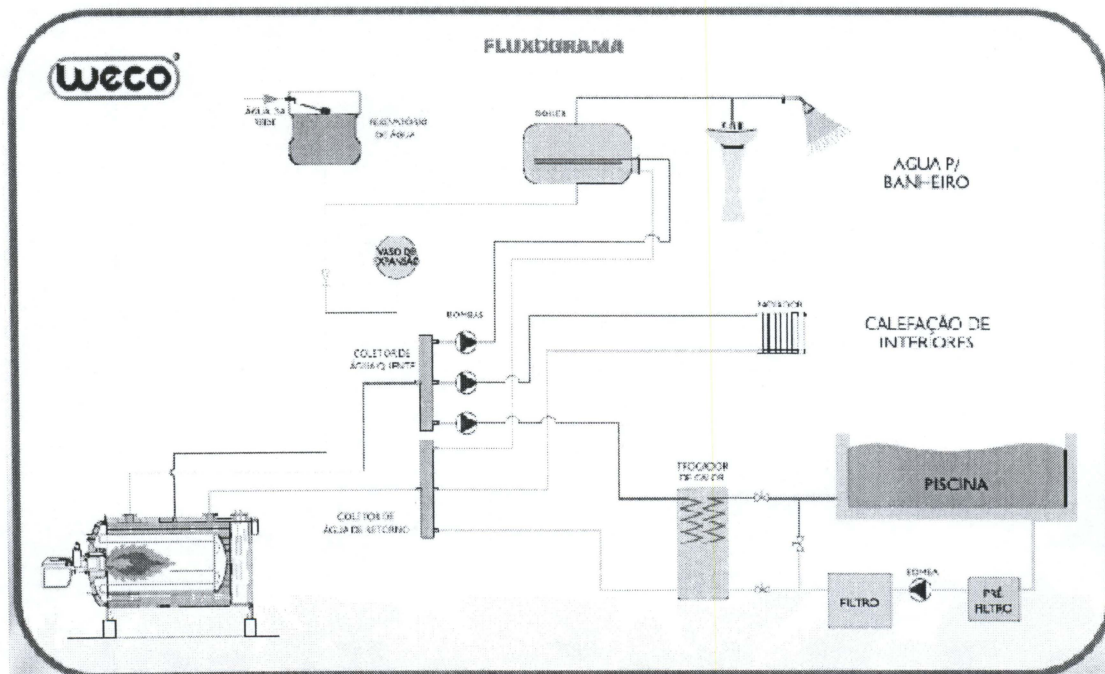 FLUXOGRAMA
weco
ÁGUA DA
REDE
RESERVATÓRIO
DE ÁGUA
BOILER
AGUA P/
BANHEIRO
VASO DE
EXPANSÃO
BOMBAS
RADIADOR
CALEFAÇÃO DE
INTERIORES
COLETOR DE
ÁGUA QUENTE
TROCADOR
DE CALOR
PISCINA
COLETOR DE
ÁGUA DE RETORNO
FILTRO
BOMBA
PRÉ
FILTRO